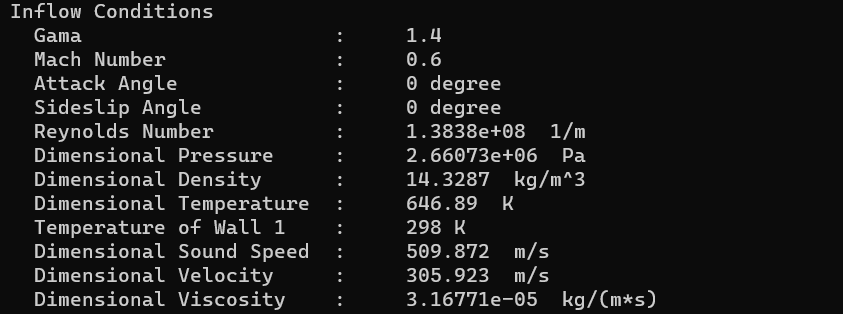 Inflow Conditions
Gama : 1.4
Mach Number : 0.6
Attack Angle : 0 degree
Sideslip Angle : 0 degree
Reynolds Number : 1.3838e+08 1/m
Dimensional Pressure : 2.66073e+06 Pa
Dimensional Density : 14.3287 kg/m^3
Dimensional Temperature : 646.89 K
Temperature of Wall 1 : 298 K
Dimensional Sound Speed : 509.872 m/s
Dimensional Velocity : 305.923 m/s
Dimensional Viscosity : 3.16771e-05 kg/(m*s)